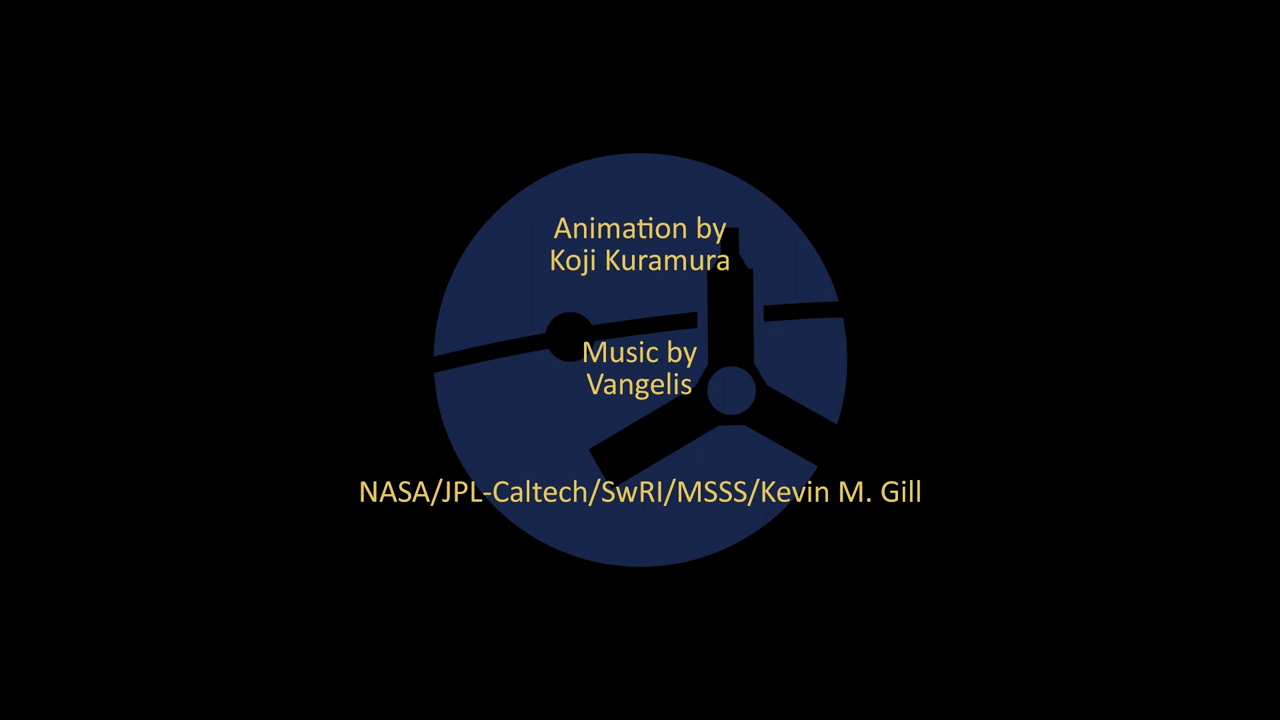 Animation by
Koji Kuramura
Music by
Vangelis
NASA/JPL-Caltech/SwRI/MSSS/Kevin M. Gill